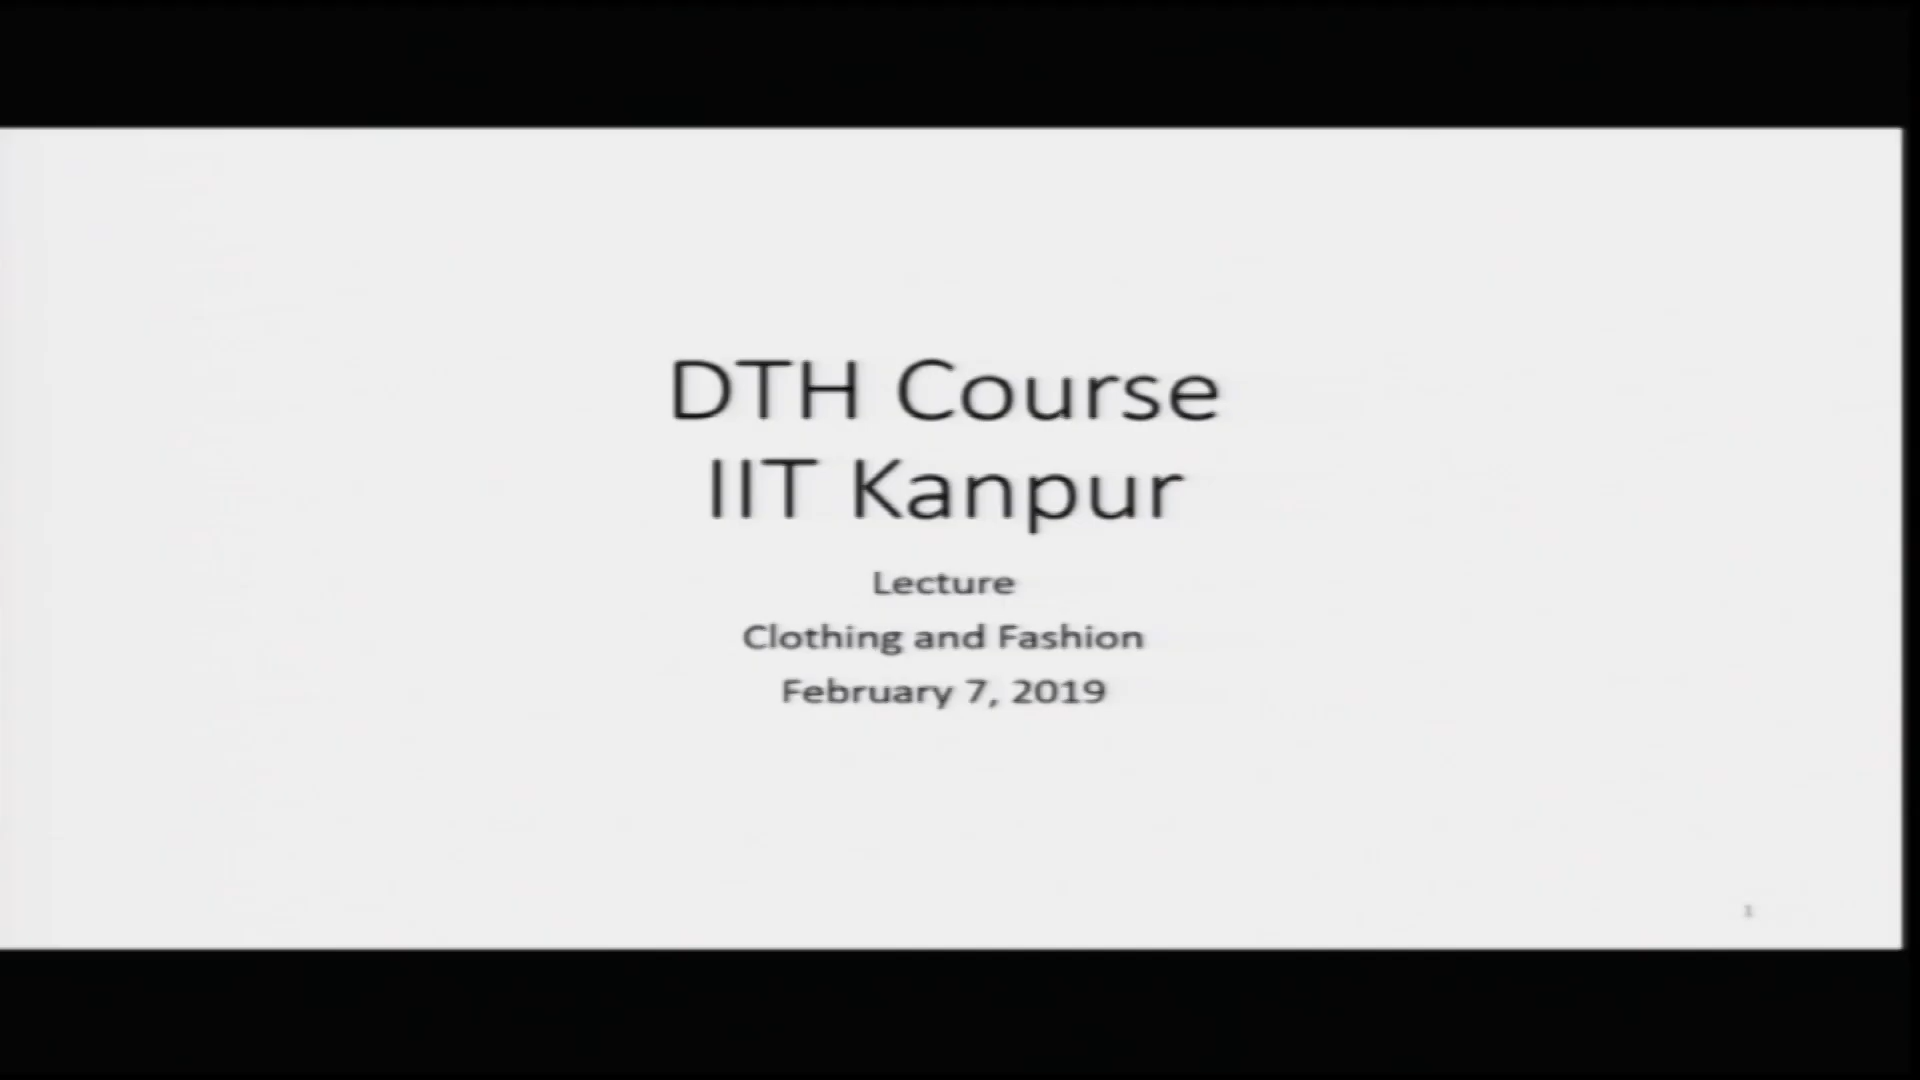 DTH Course
IIT Kanpur
Lecture
Clothing and Fashion
February 7, 2019
1